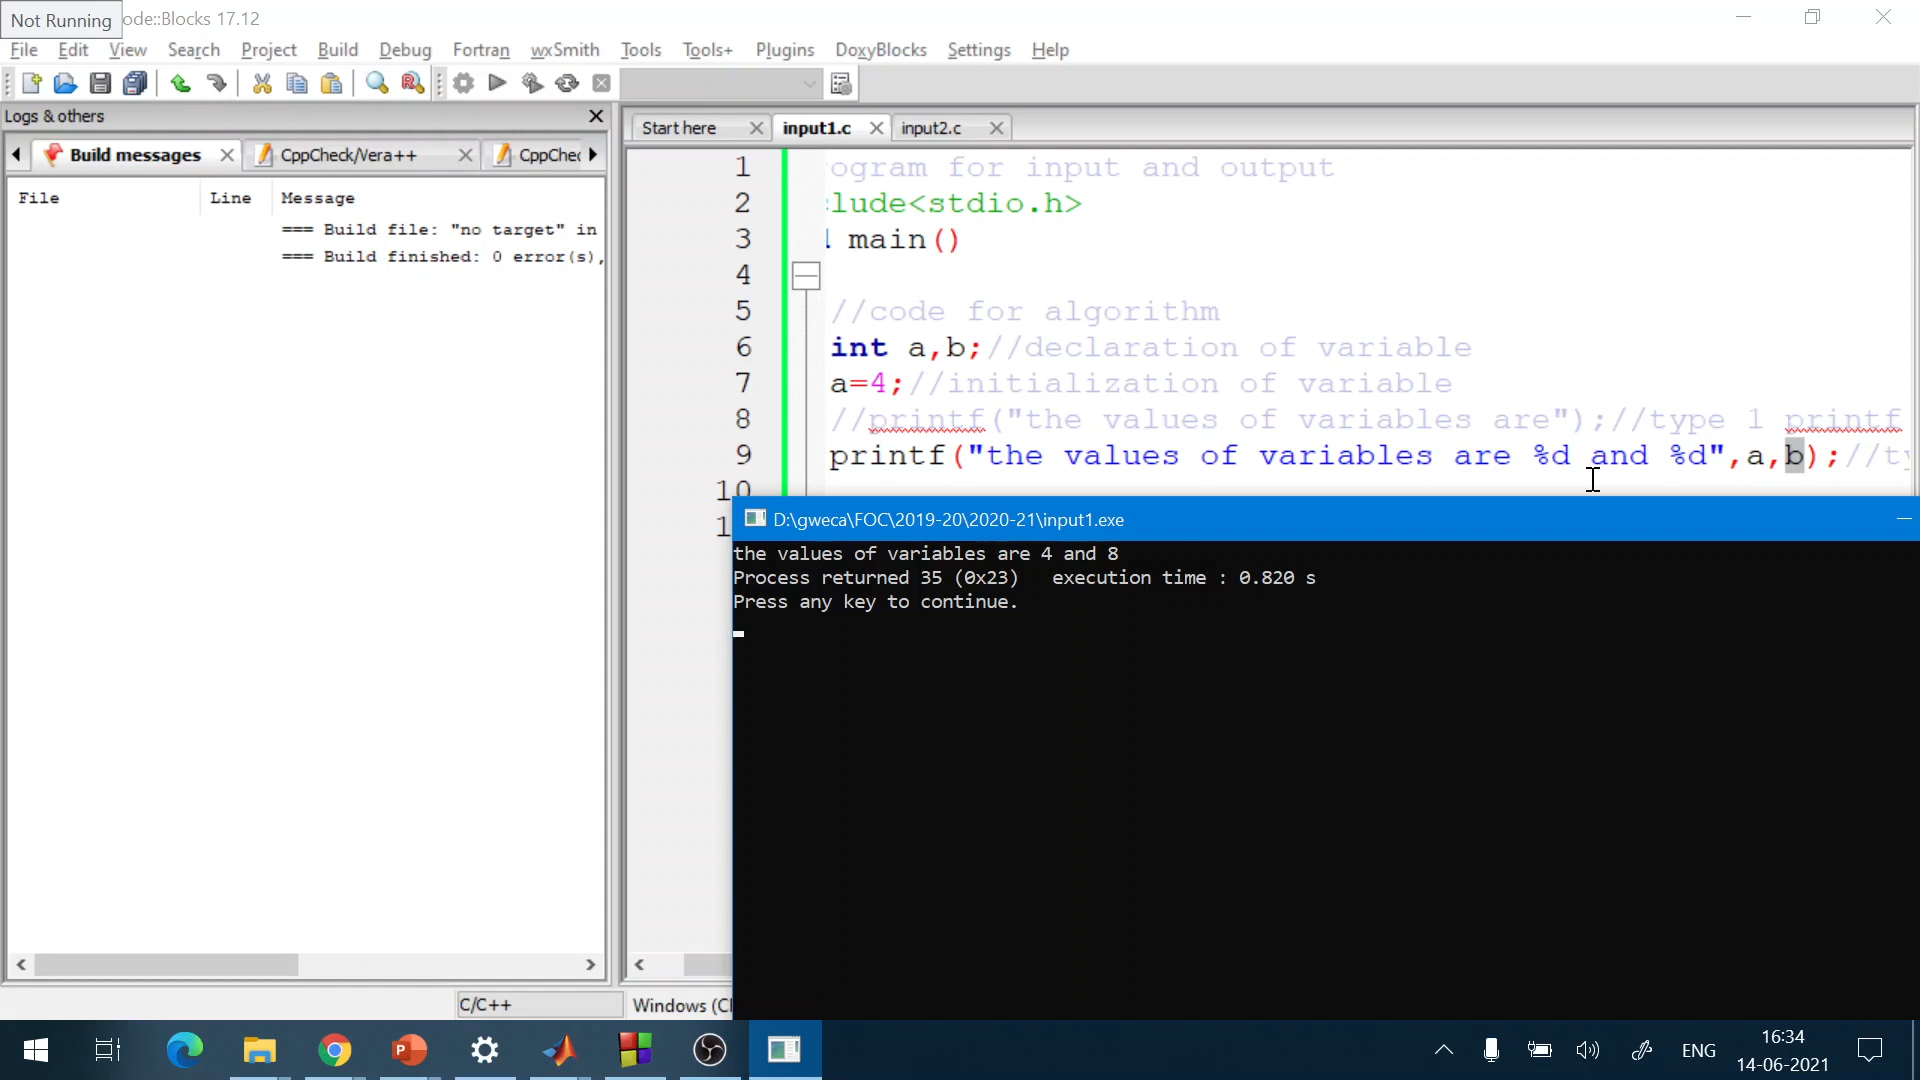 Not Running
ode::Blocks 17.12
File Edit View Search Project Build Debug Fortran wxSmith Tools Tools+ Plugins DoxyBlocks Settings Help
Logs & others
Build messages CppCheck/Vera++ CppChec
File Line Message
=== Build file: "no target" in
=== Build finished: 0 error(s),
Start here input1.c input2.c
1 ogram for input and output
2 lude<stdio.h>
3 main()
4
5 //code for algorithm
6 int a,b;//declaration of variable
7 a=4;//initialization of variable
8 //printf("the values of variables are");//type 1 printf
9 printf("the values of variables are %d and %d",a,b);//ty
10
1
D:\gweca\FOC\2019-20\2020-21\input1.exe
the values of variables are 4 and 8
Process returned 35 (0x23) execution time : 0.820 s
Press any key to continue.
C/C++ Windows (C
ENG
16:34
14-06-2021